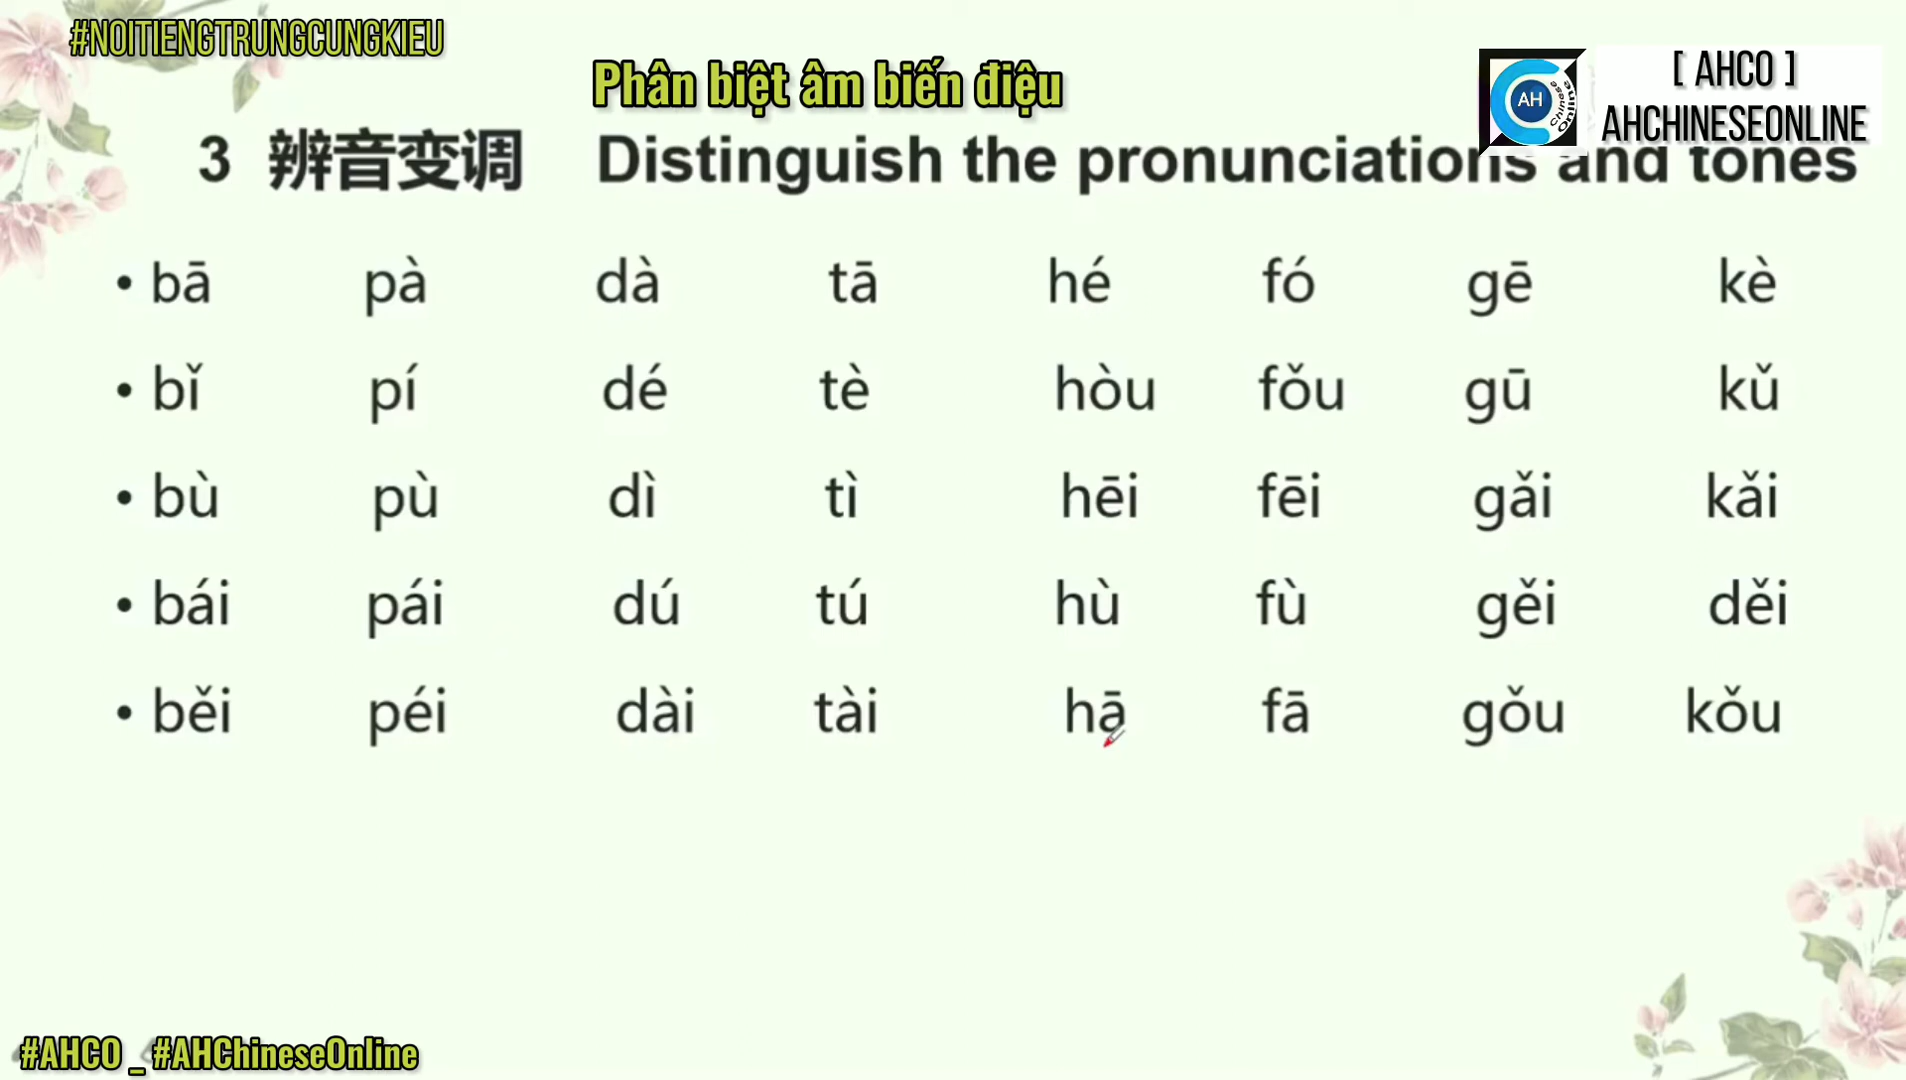 #NOITIENGTRUNGCUNGKIEU
Phân biệt âm biến điệu
[ AHCO ]
AHCHINESEONLINE
AH Chinese Online
3 辨音变调 Distinguish the pronunciations and tones
• bā pà dà tā hé fó gē kè
• bǐ pí dé tè hòu fǒu gū kǔ
• bù pù dì tì hēi fēi gǎi kǎi
• bái pái dú tú hù fù gěi děi
• běi péi dài tài hā fā gǒu kǒu
#AHCO _ #AHChineseOnline